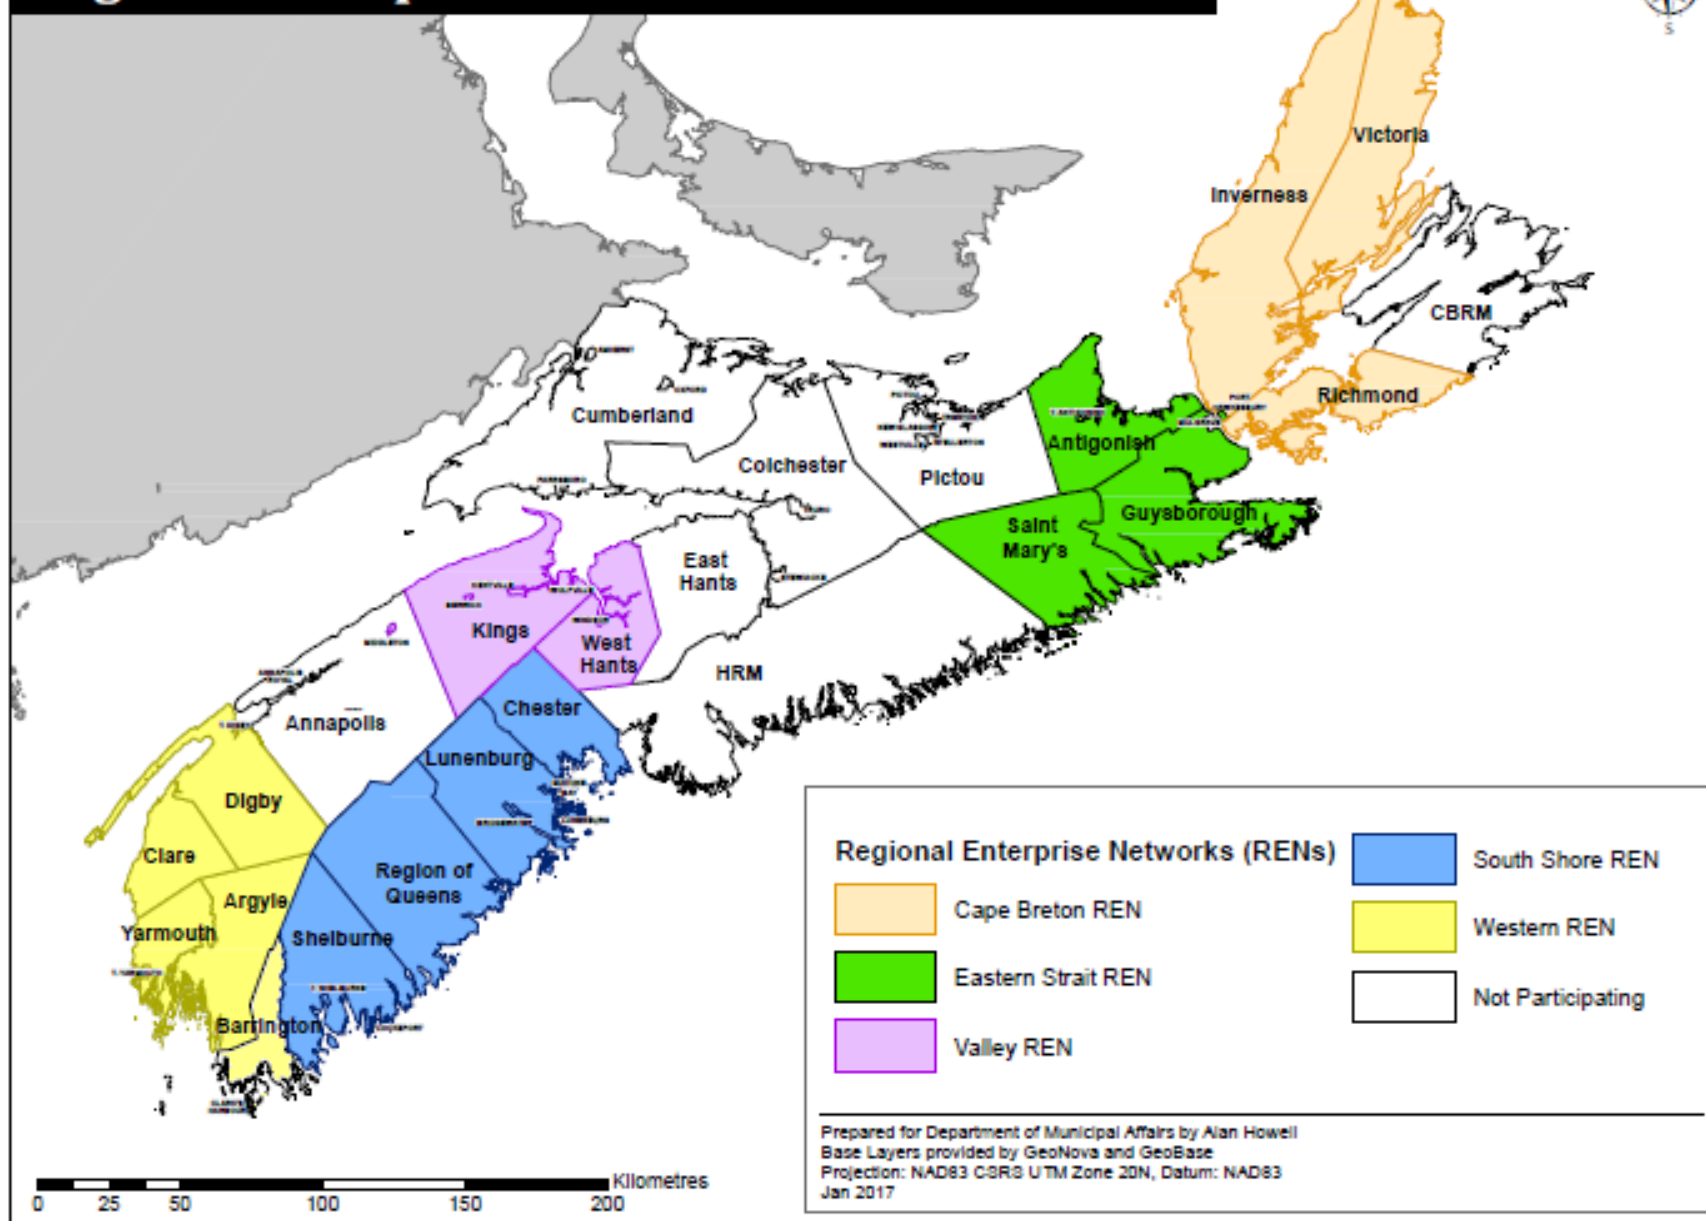 S
Victoria
Inverness
CBRM
Richmond
Cumberland
OXFORD
Colchester
Pictou
Antigonish
Saint
Mary's
Guysborough
East
Hants
PARRSBORO
TRURO
Kings
West
Hants
HRM
MIDDLETON
Annapolis
Chester
Lunenburg
Digby
Clare
Region of
Queens
Argyle
Yarmouth
Shelburne
Barrington
Regional Enterprise Networks (RENs)
Cape Breton REN
Eastern Strait REN
Valley REN
South Shore REN
Western REN
Not Participating
Prepared for Department of Municipal Affairs by Alan Howell
Base Layers provided by GeoNova and GeoBase
Projection: NAD83 CSRS UTM Zone 20N, Datum: NAD83
Jan 2017
Kilometres
0 25 50 100 150 200